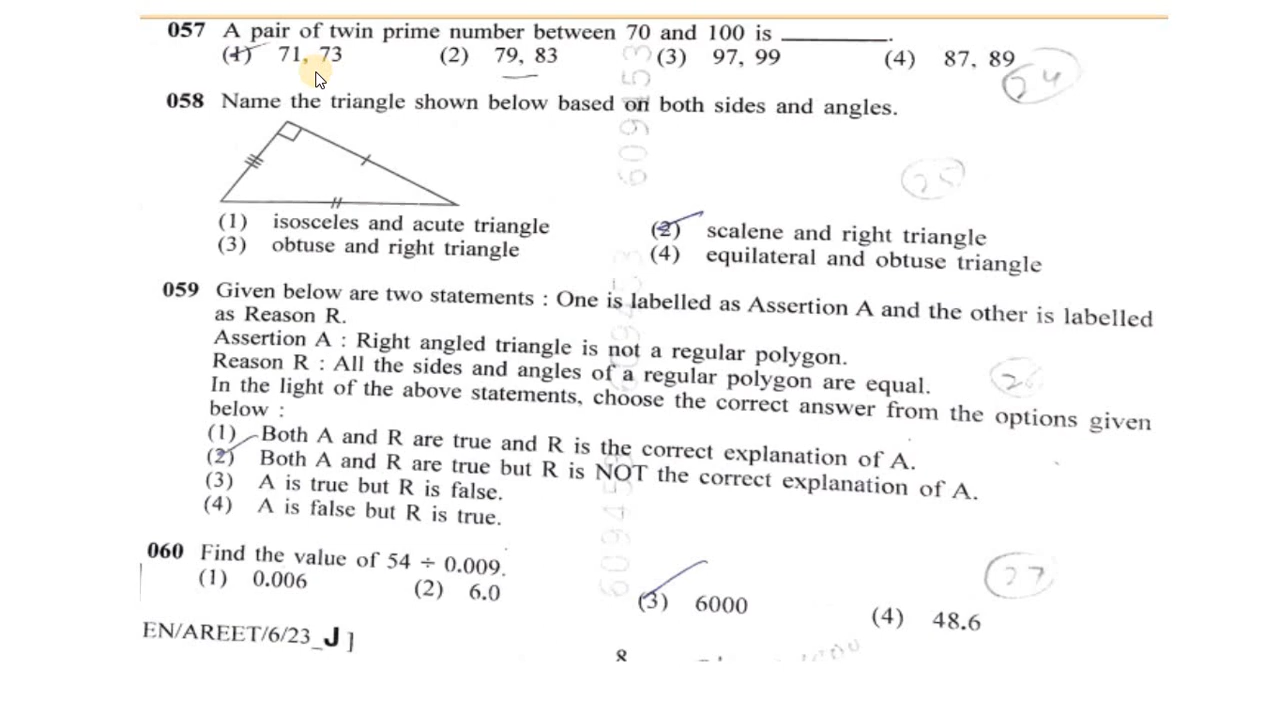 057 A pair of twin prime number between 70 and 100 is ________.
(1) 71, 73 (2) 79, 83 (3) 97, 99 (4) 87, 89
24
058 Name the triangle shown below based on both sides and angles.
25
(1) isosceles and acute triangle (2) scalene and right triangle
(3) obtuse and right triangle (4) equilateral and obtuse triangle
059 Given below are two statements : One is labelled as Assertion A and the other is labelled
as Reason R.
Assertion A : Right angled triangle is not a regular polygon.
Reason R : All the sides and angles of a regular polygon are equal.
26
In the light of the above statements, choose the correct answer from the options given
below :
(1) Both A and R are true and R is the correct explanation of A.
(2) Both A and R are true but R is NOT the correct explanation of A.
(3) A is true but R is false.
(4) A is false but R is true.
060 Find the value of 54 ÷ 0.009.
27
(1) 0.006 (2) 6.0 (3) 6000 (4) 48.6
EN/AREET/6/23_J ]
8
609453
609453
609453